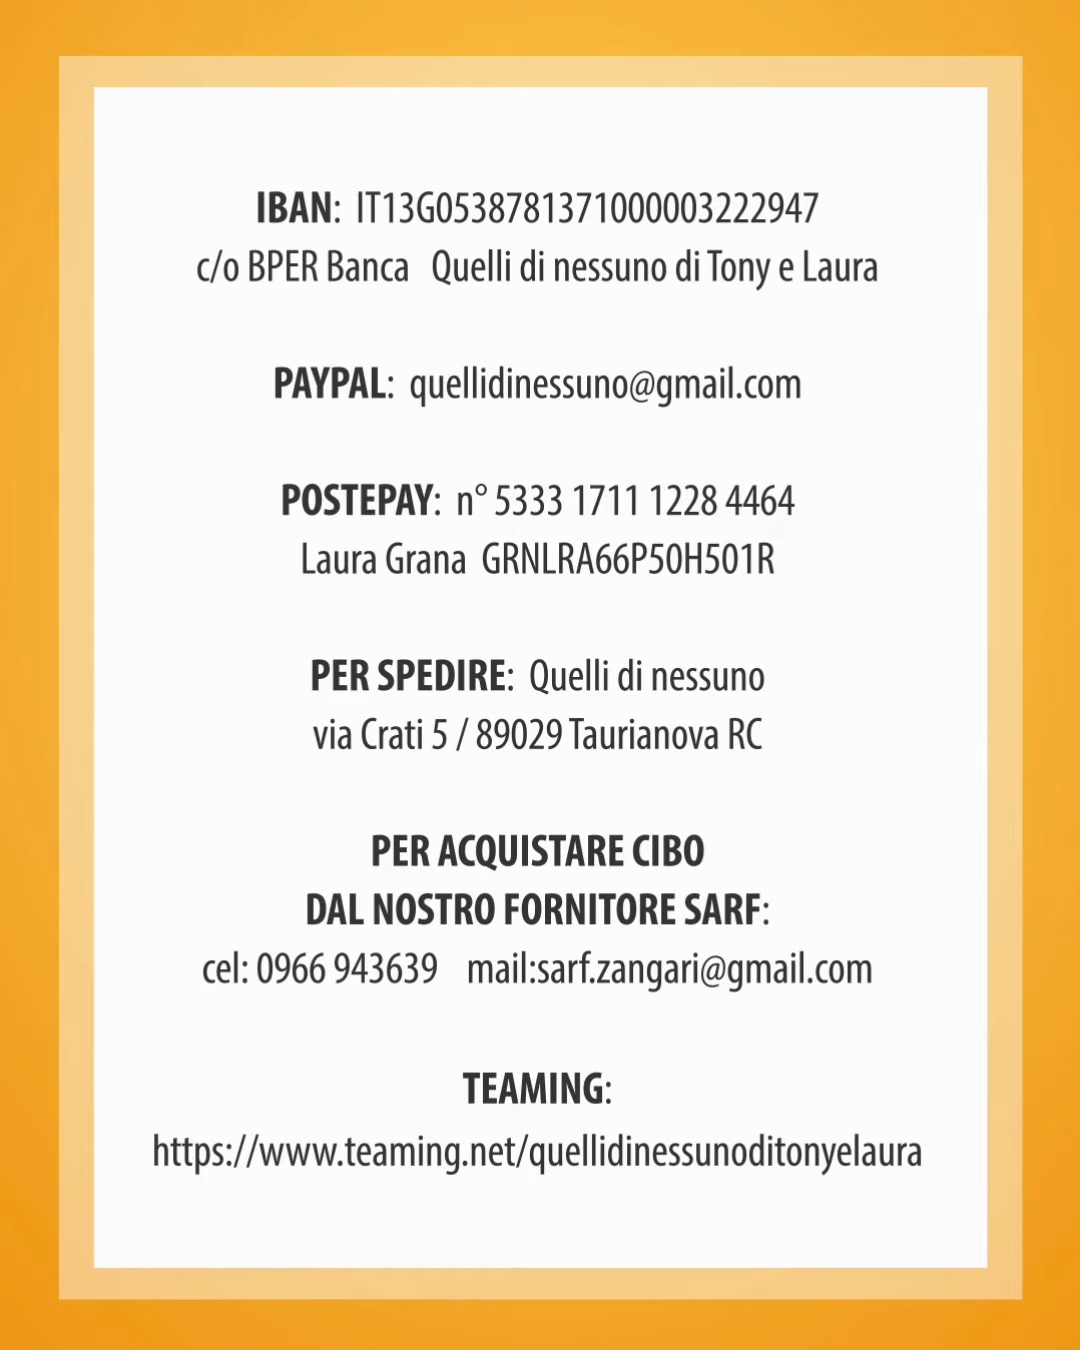 IBAN: IT13G0538781371000003222947
c/o BPER Banca Quelli di nessuno di Tony e Laura
PAYPAL: quellidinessuno@gmail.com
POSTEPAY: n° 5333 1711 1228 4464
Laura Grana GRNLRA66P50H501R
PER SPEDIRE: Quelli di nessuno
via Crati 5 / 89029 Taurianova RC
PER ACQUISTARE CIBO
DAL NOSTRO FORNITORE SARF:
cel: 0966 943639 mail:sarf.zangari@gmail.com
TEAMING:
https://www.teaming.net/quellidinessunoditonyelaura